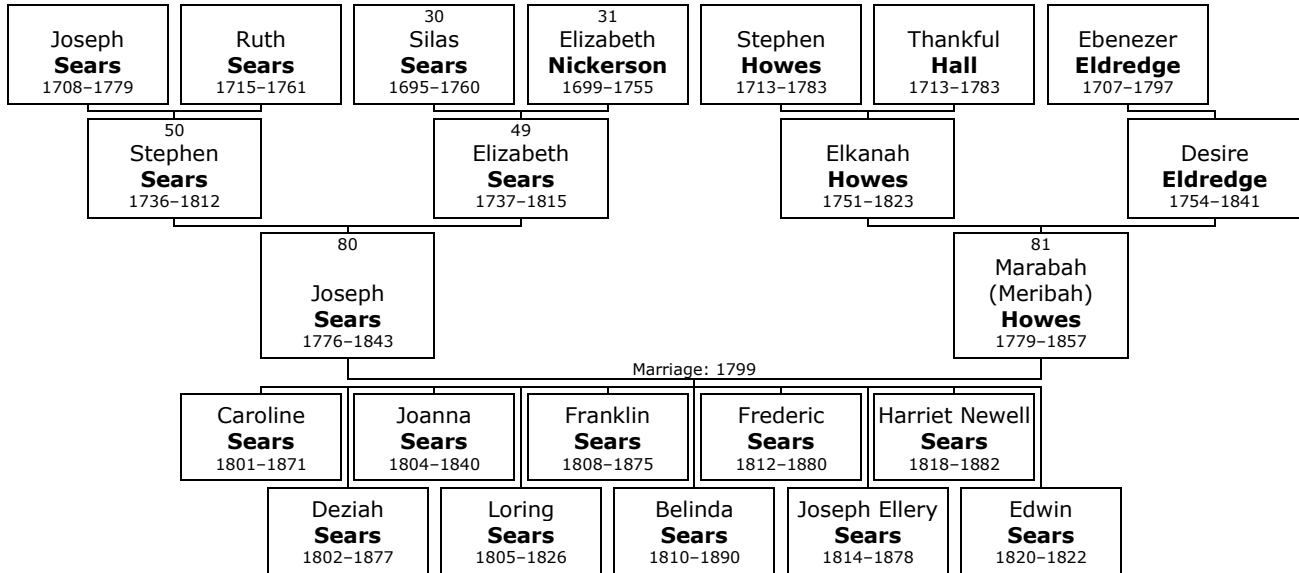 Joseph
Sears
1708–1779
Ruth
Sears
1715–1761
30
Silas
Sears
1695–1760
31
Elizabeth
Nickerson
1699–1755
Stephen
Howes
1713–1783
Thankful
Hall
1713–1783
Ebenezer
Eldredge
1707–1797
50
Stephen
Sears
1736–1812
49
Elizabeth
Sears
1737–1815
Elkanah
Howes
1751–1823
Desire
Eldredge
1754–1841
80
Joseph
Sears
1776–1843
81
Marabah
(Meribah)
Howes
1779–1857
Marriage: 1799
Caroline
Sears
1801–1871
Joanna
Sears
1804–1840
Franklin
Sears
1808–1875
Frederic
Sears
1812–1880
Harriet Newell
Sears
1818–1882
Deziah
Sears
1802–1877
Loring
Sears
1805–1826
Belinda
Sears
1810–1890
Joseph Ellery
Sears
1814–1878
Edwin
Sears
1820–1822